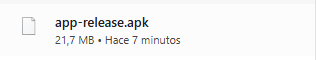 app-release.apk
21,7 MB • Hace 7 minutos